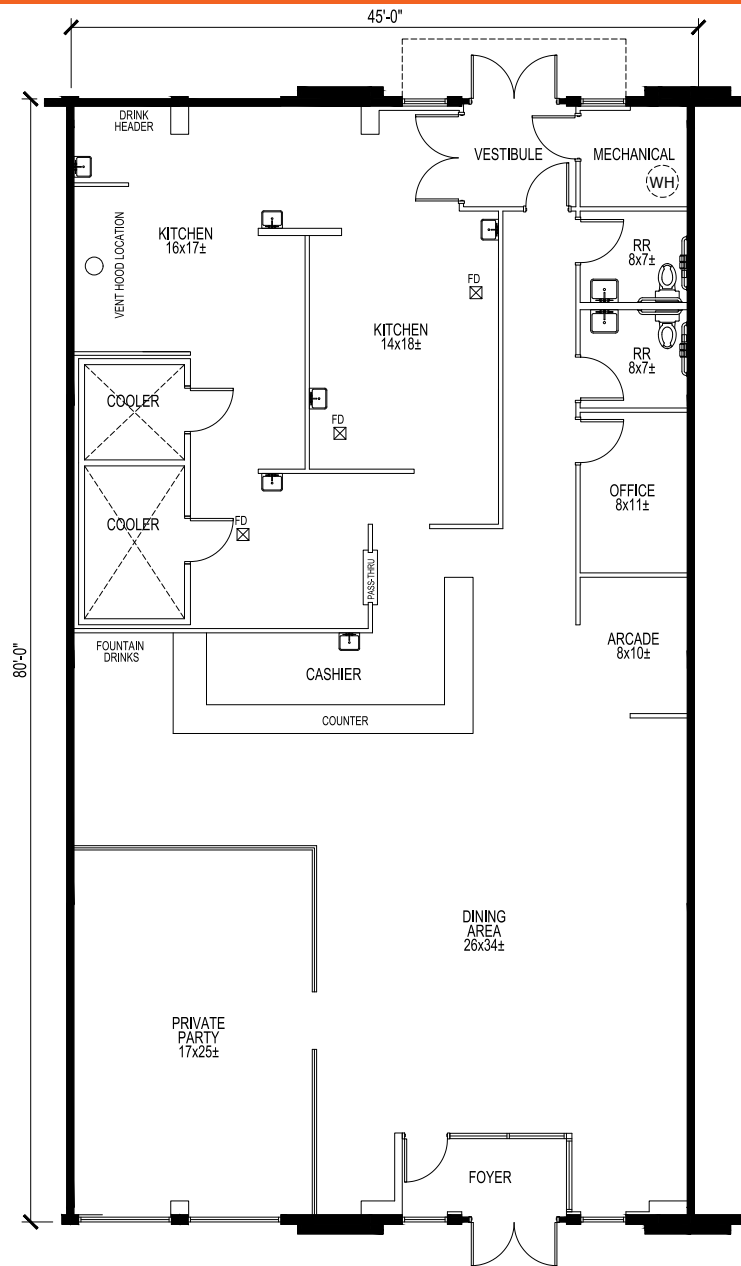 45'-0"
DRINK
HEADER
VESTIBULE
MECHANICAL
WH
VENT HOOD LOCATION
KITCHEN
16x17±
RR
8x7±
FD
KITCHEN
14x18±
RR
8x7±
COOLER
FD
OFFICE
8x11±
COOLER
FD
PASS-THRU
80'-0"
FOUNTAIN
DRINKS
CASHIER
ARCADE
8x10±
COUNTER
DINING
AREA
26x34±
PRIVATE
PARTY
17x25±
FOYER